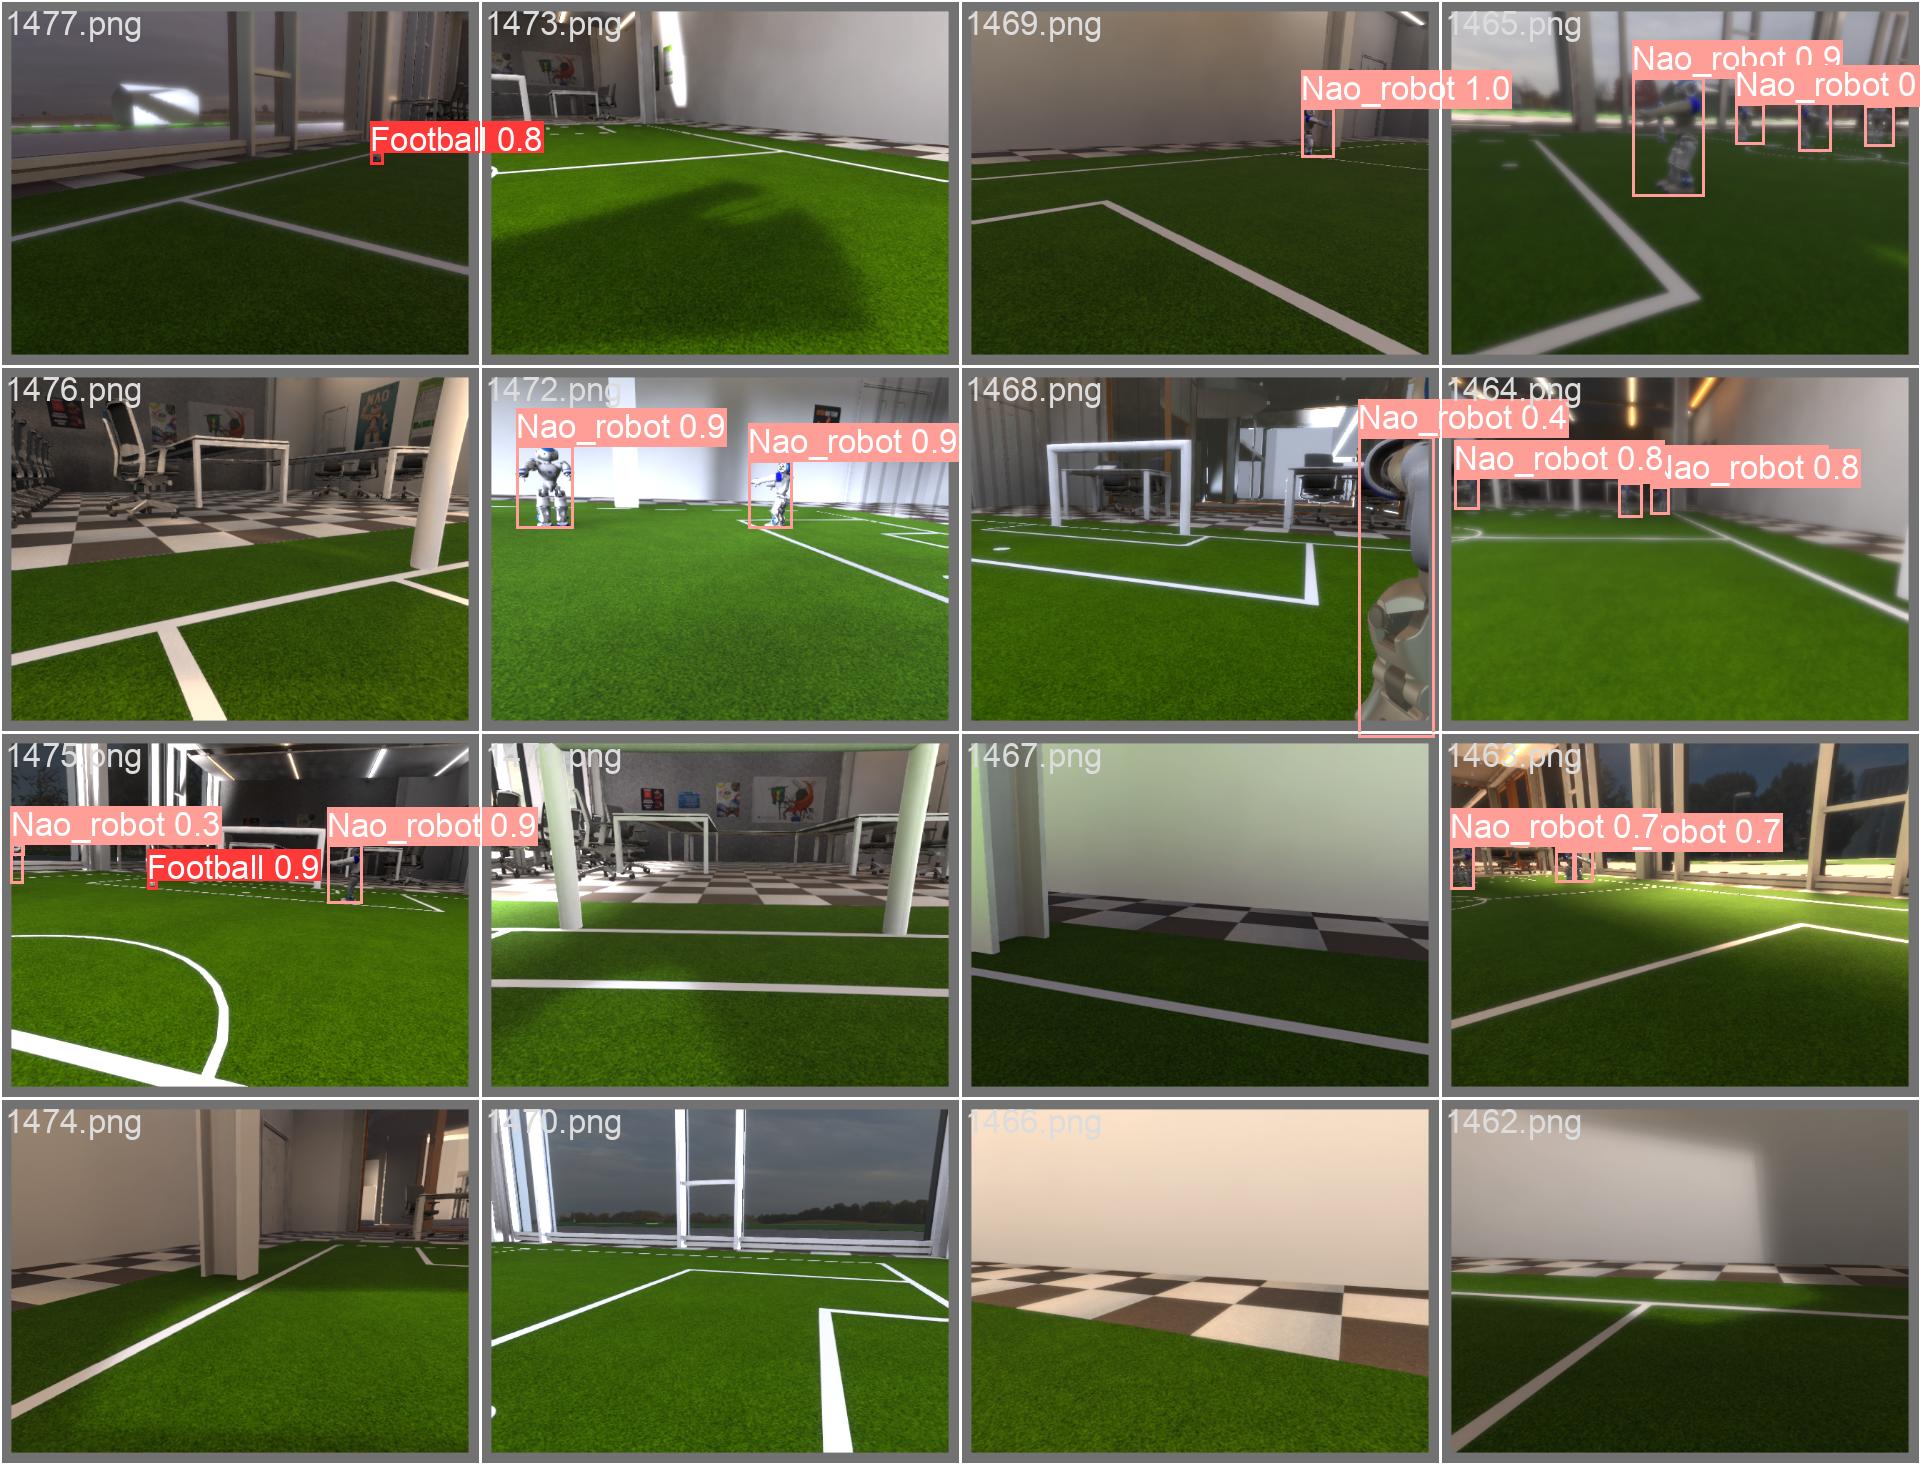 1477.png
1473.png
1469.png
1465.png
Nao_robot 0.9
Nao_robot 1.0
Nao_robot 0
Football 0.8
1476.png
1472.png
1468.png
1464.png
Nao_robot 0.9
Nao_robot 0.9
Nao_robot 0.4
Nao_robot 0.8
Nao_robot 0.8
NAO
1475.png
1467.png
1463.png
Nao_robot 0.3
Nao_robot 0.9
Football 0.9
Nao_robot 0.7
obot 0.7
1474.png
1470.png
1466.png
1462.png